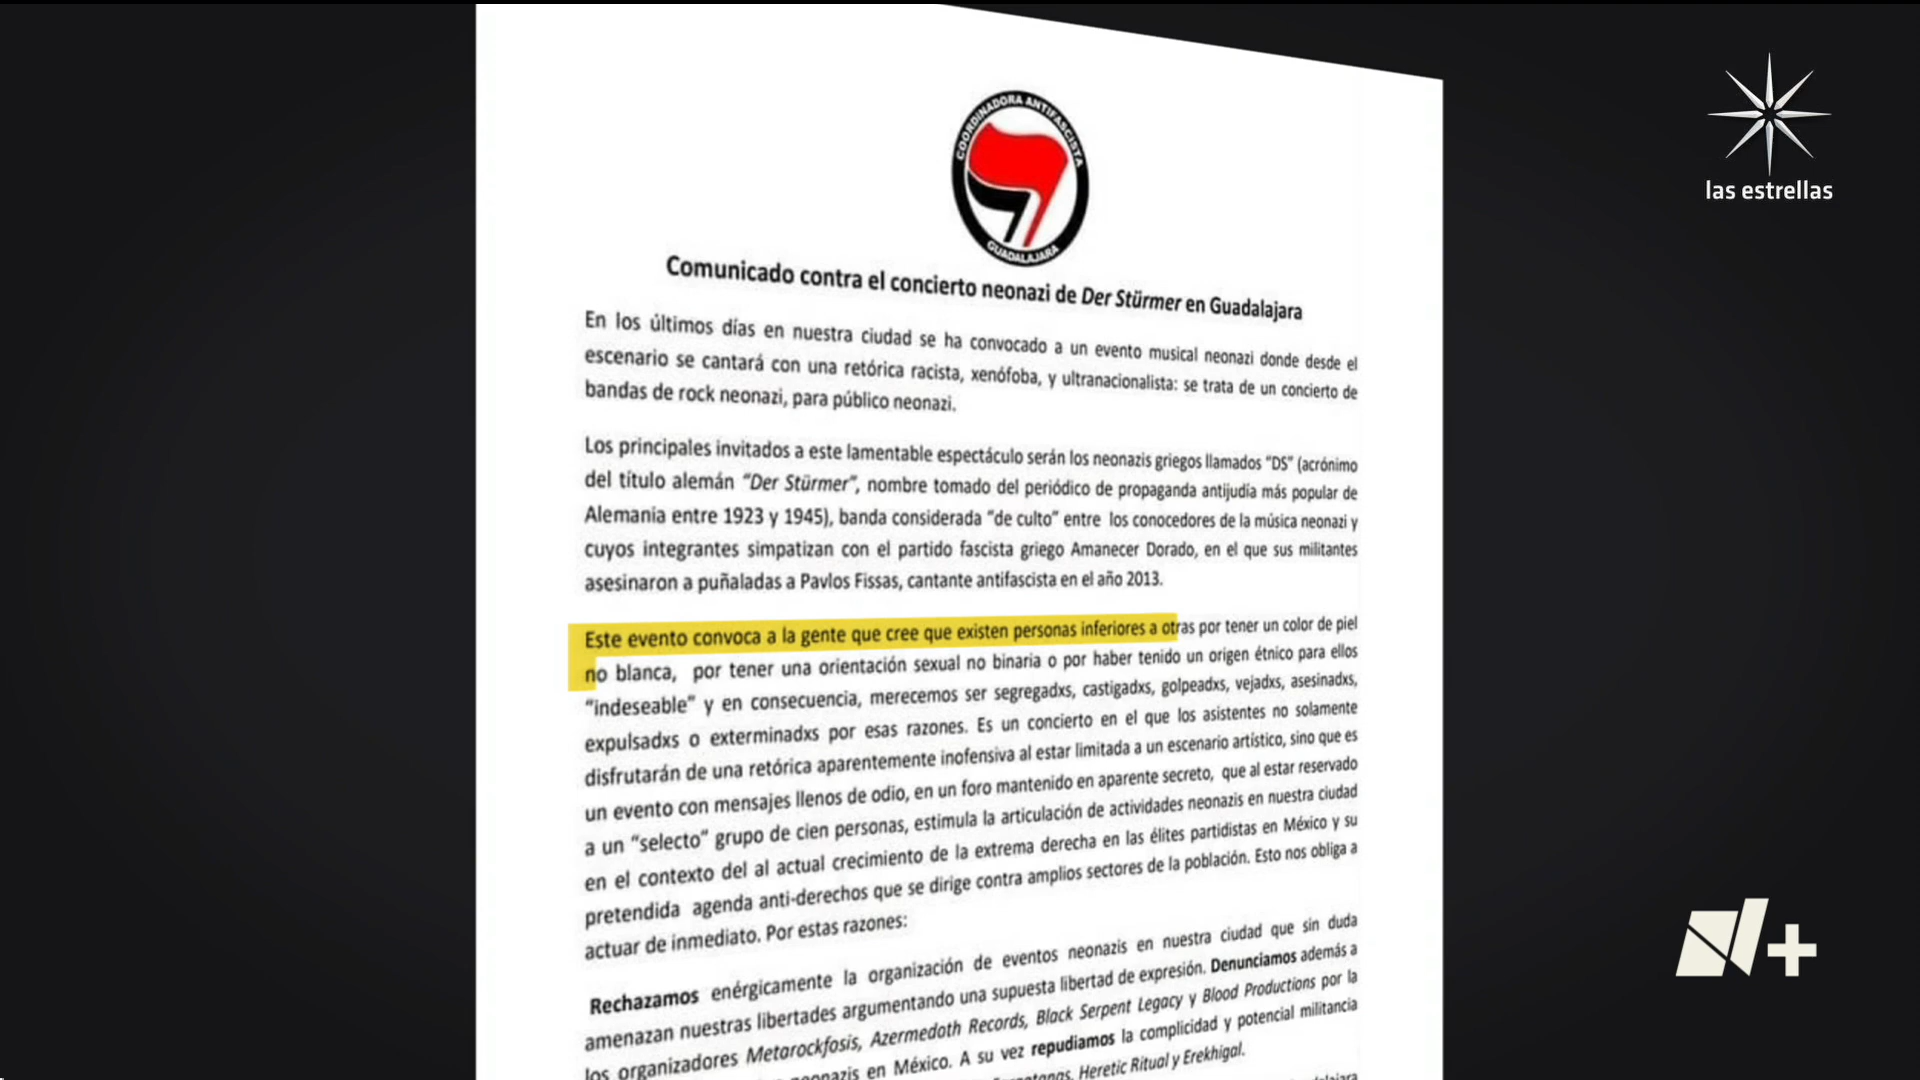 COORDINADORA ANTIFASCISTA
GUADALAJARA
las estrellas
Comunicado contra el concierto neonazi de Der Stürmer en Guadalajara
En los últimos días en nuestra ciudad se ha convocado a un evento musical neonazi donde desde el
escenario se cantará con una retórica racista, xenófoba, y ultranacionalista: se trata de un concierto de
bandas de rock neonazi, para público neonazi.
Los principales invitados a este lamentable espectáculo serán los neonazis griegos llamados "DS" (acrónimo
del título alemán "Der Stürmer", nombre tomado del periódico de propaganda antijudía más popular de
Alemania entre 1923 y 1945), banda considerada "de culto" entre los conocedores de la música neonazi y
cuyos integrantes simpatizan con el partido fascista griego Amanecer Dorado, en el que sus militantes
asesinaron a puñaladas a Pavlos Fissas, cantante antifascista en el año 2013.
Este evento convoca a la gente que cree que existen personas inferiores a otras por tener un color de piel
no blanca, por tener una orientación sexual no binaria o por haber tenido un origen étnico para ellos
"indeseable" y en consecuencia, merecemos ser segregadxs, castigadxs, golpeadxs, vejadxs, asesinadxs,
expulsadxs o exterminadxs por esas razones. Es un concierto en el que los asistentes no solamente
disfrutarán de una retórica aparentemente inofensiva al estar limitada a un escenario artístico, sino que es
un evento con mensajes llenos de odio, en un foro mantenido en aparente secreto, que al estar reservado
a un "selecto" grupo de cien personas, estimula la articulación de actividades neonazis en nuestra ciudad
en el contexto del al actual crecimiento de la extrema derecha en las élites partidistas en México y su
pretendida agenda anti-derechos que se dirige contra amplios sectores de la población. Esto nos obliga a
actuar de inmediato. Por estas razones:
Rechazamos enérgicamente la organización de eventos neonazis en nuestra ciudad que sin duda
amenazan nuestras libertades argumentando una supuesta libertad de expresión. Denunciamos además a
los organizadores Metarockfosis, Azermedoth Records, Black Serpent Legacy y Blood Productions por la
en México. A su vez repudiamos la complicidad y potencial militancia
Heretic Ritual y Erekhigal.
N+